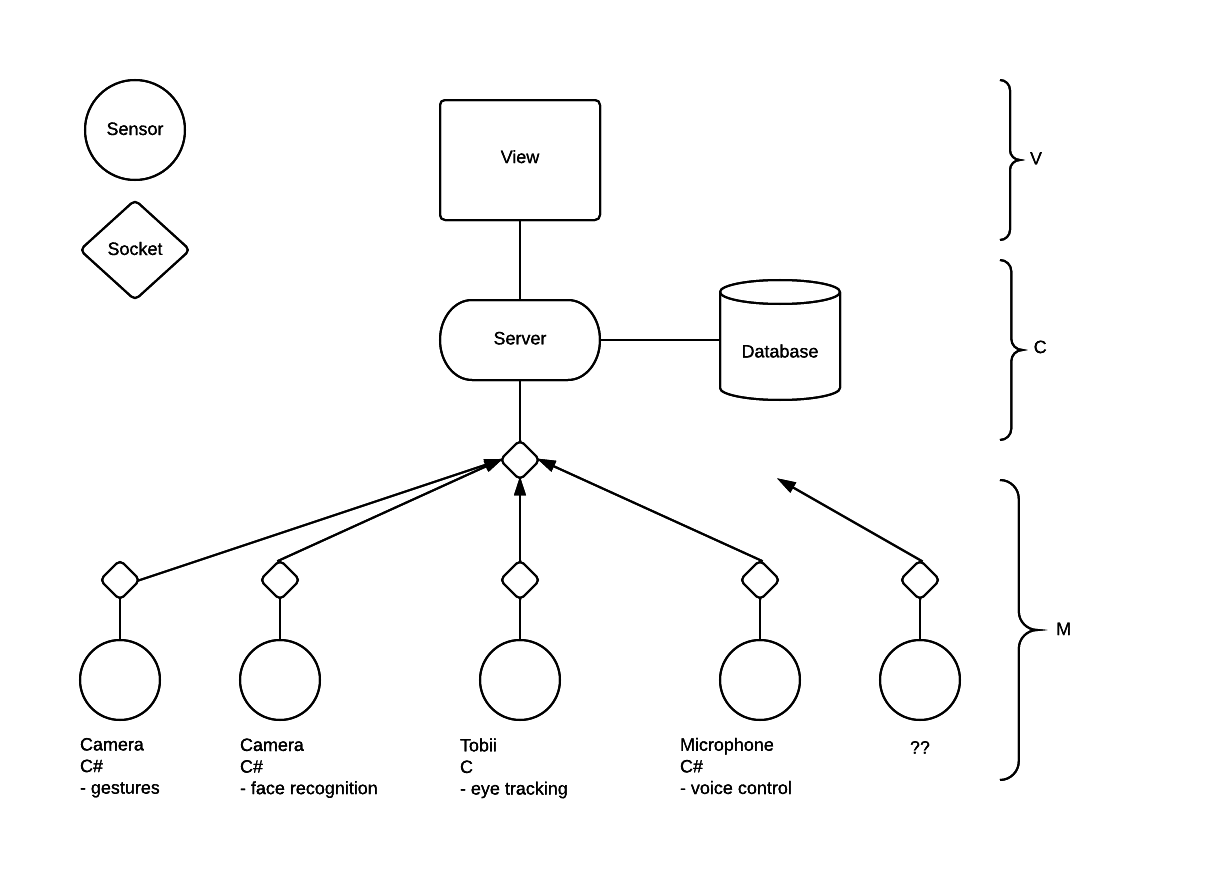 Sensor
Socket
View
Server
Database
V
C
M
Camera
C#
- gestures
Camera
C#
- face recognition
Tobii
C
- eye tracking
Microphone
C#
- voice control
??